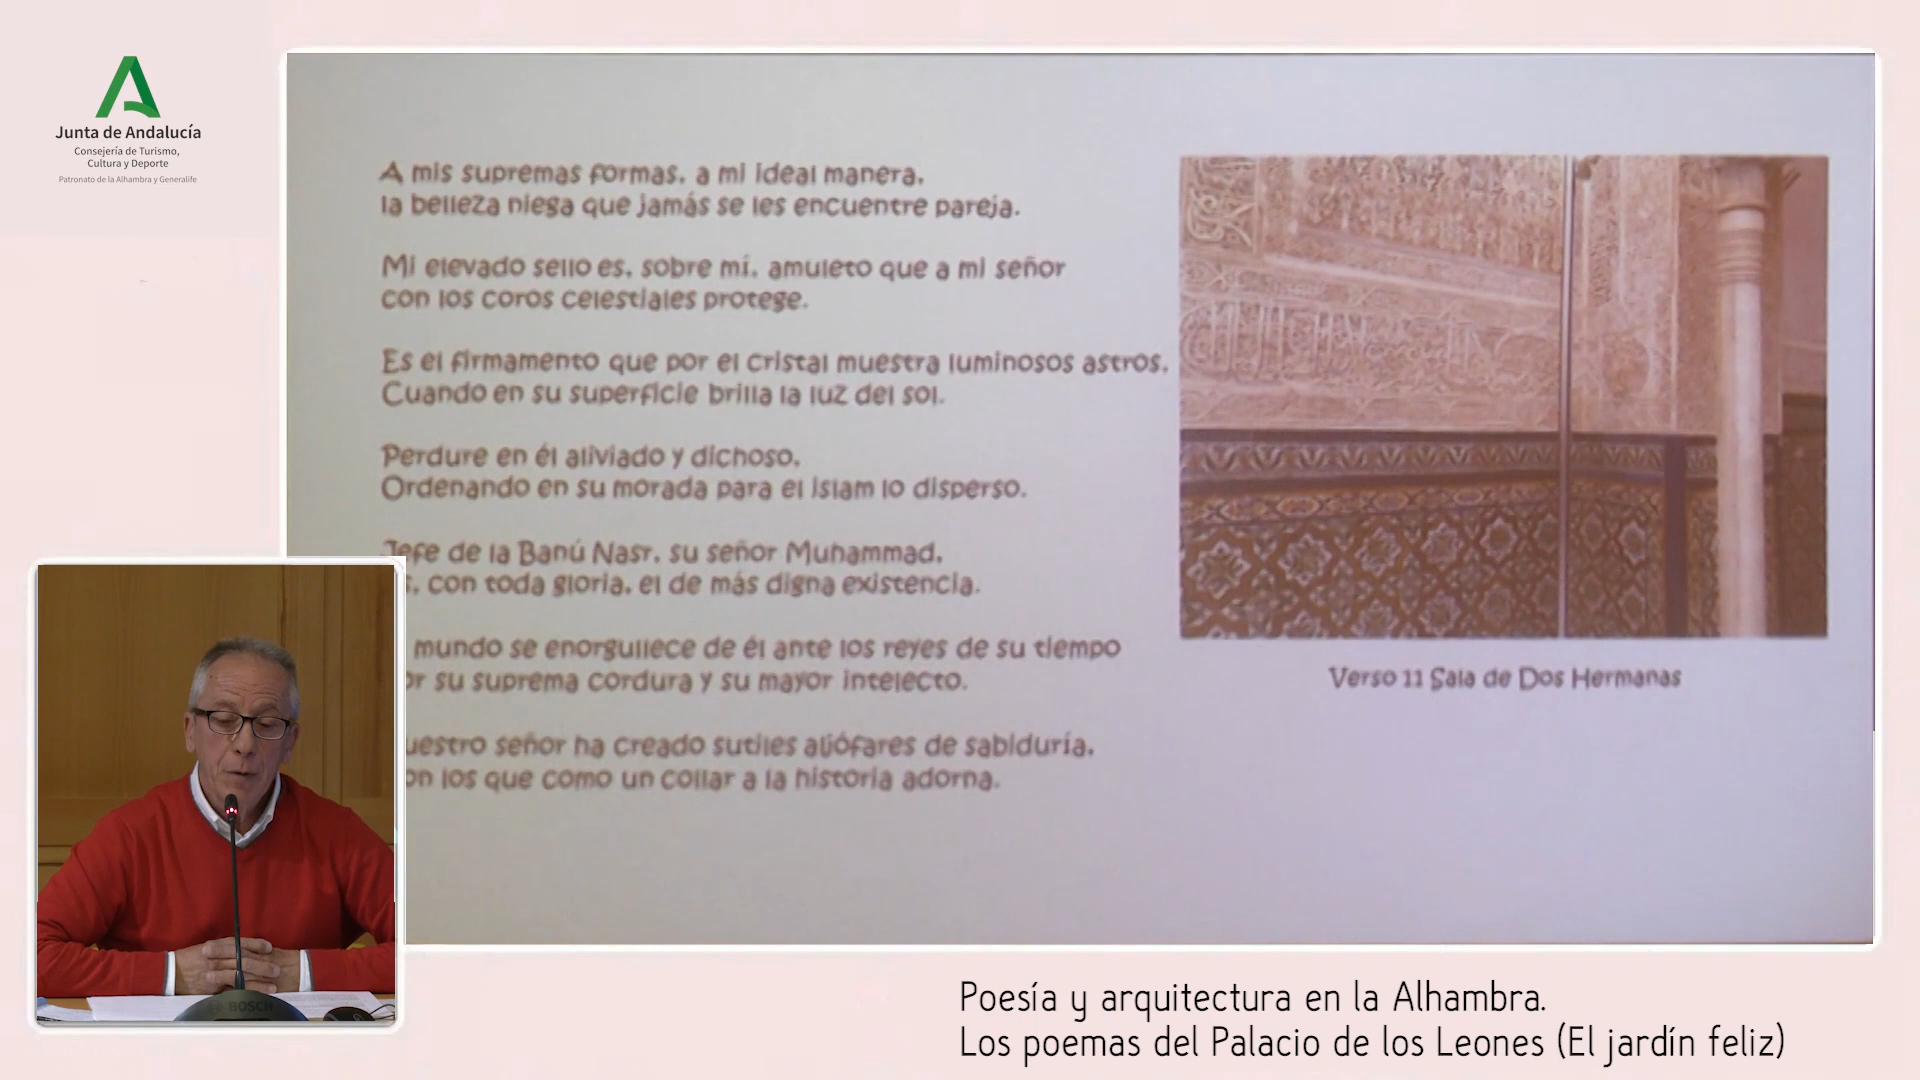 Junta de Andalucía
Consejería de Turismo,
Cultura y Deporte
Patronato de la Alhambra y Generalife
A mis supremas formas, a mi ideal manera,
la belleza niega que jamás se les encuentre pareja.
Mi elevado sello es, sobre mí, amuleto que a mi señor
con los coros celestiales protege.
Es el firmamento que por el cristal muestra luminosos astros,
Cuando en su superficie brilla la luz del sol.
Perdure en él aliviado y dichoso,
Ordenando en su morada para el Islam lo disperso.
Jefe de la Banú Nasr, su señor Muhammad,
s, con toda gloria, el de más digna existencia.
mundo se enorgullece de él ante los reyes de su tiempo
or su suprema cordura y su mayor intelecto.
uestro señor ha creado sutiles aljófares de sabiduría,
on los que como un collar a la historia adorna.
Verso 11 Sala de Dos Hermanas
BOSCH
Poesía y arquitectura en la Alhambra.
Los poemas del Palacio de los Leones (El jardín feliz)